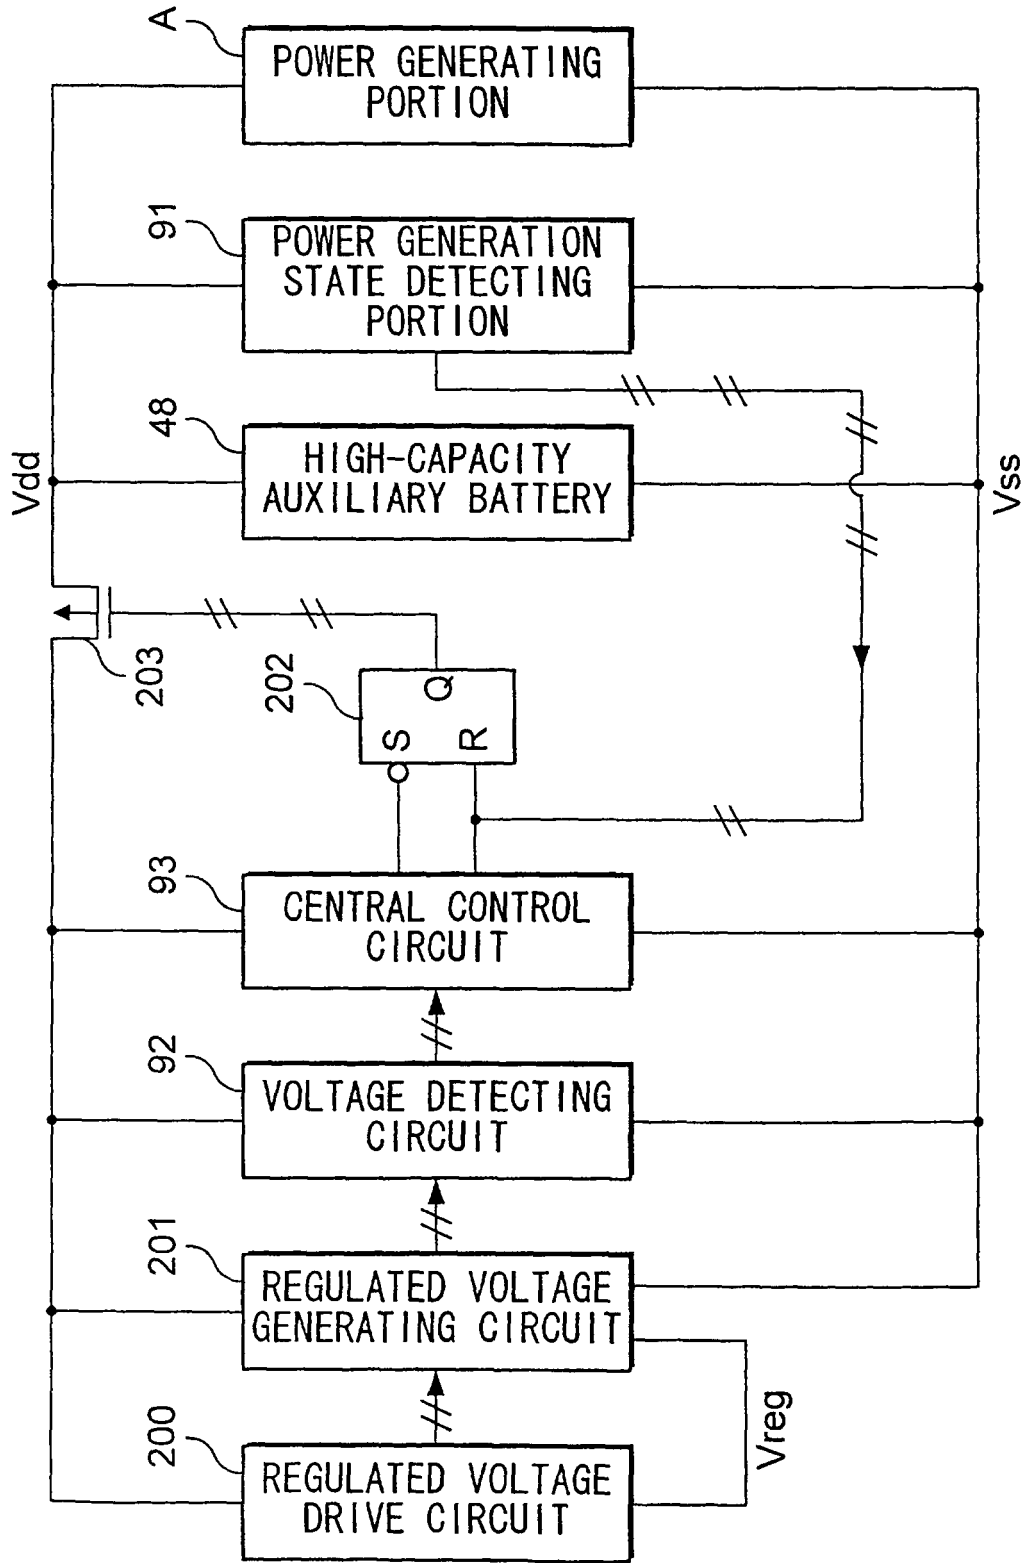 A
POWER GENERATING
PORTION
91
POWER GENERATION
STATE DETECTING
PORTION
48
HIGH-CAPACITY
AUXILIARY BATTERY
Vdd
Vss
203
202
Q
S
R
93
CENTRAL CONTROL
CIRCUIT
92
VOLTAGE DETECTING
CIRCUIT
201
REGULATED VOLTAGE
GENERATING CIRCUIT
200
REGULATED VOLTAGE
DRIVE CIRCUIT
Vreg